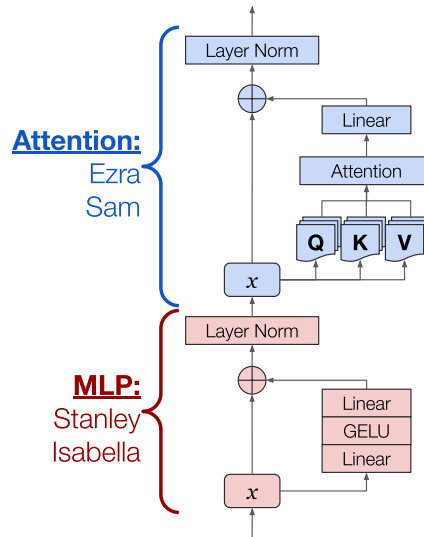 Layer Norm
Attention:
Ezra
Sam
Linear
Attention
Q K V
x
Layer Norm
MLP:
Stanley
Isabella
Linear
GELU
Linear
x